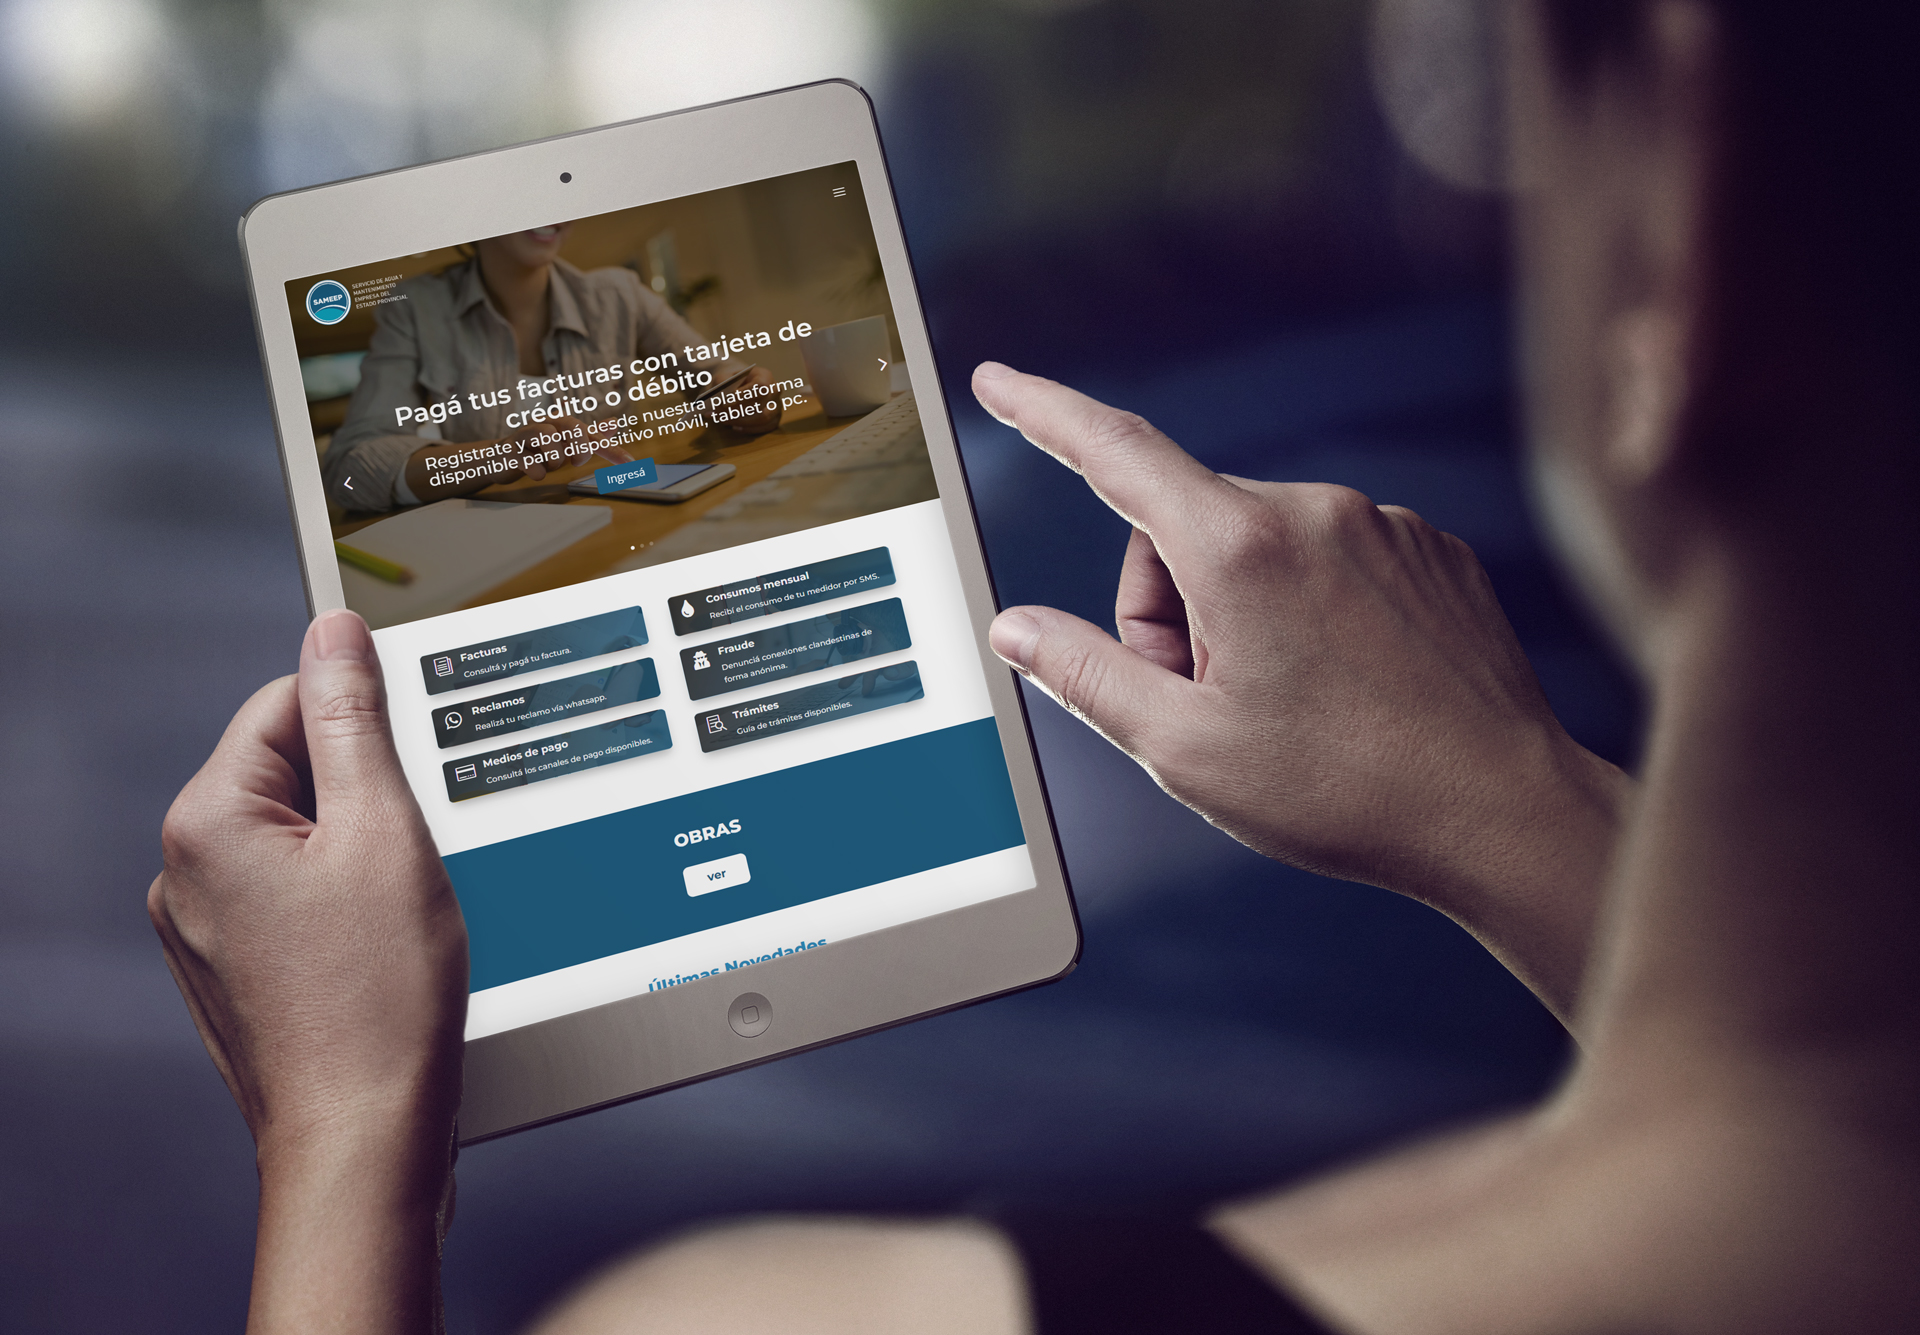 SAMEEP
SERVICIO DE AGUA Y
MANTENIMIENTO
EMPRESA DEL
ESTADO PROVINCIAL
Pagá tus facturas con tarjeta de
crédito o débito
Registrate y aboná desde nuestra plataforma
disponible para dispositivo móvil, tablet o pc.
Ingresá
Facturas
Consultá y pagá tu factura.
Reclamos
Realizá tu reclamo vía whatsapp.
Medios de pago
Consultá los canales de pago disponibles.
Consumos mensual
Recibí el consumo de tu medidor por SMS.
Fraude
Denunciá conexiones clandestinas de
forma anónima.
Trámites
Guía de trámites disponibles.
OBRAS
ver
Últimas Novedades